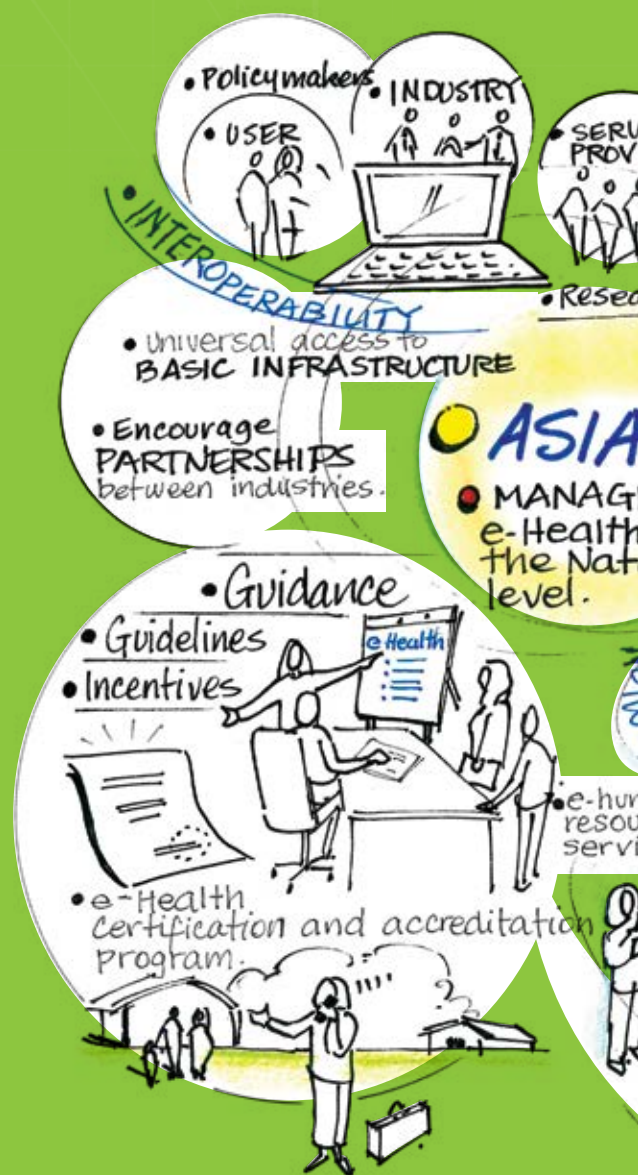 • Policymakers
• INDUSTRY
• USER
• SERV
PROV
• INTEROPERABILITY
• universal access to
BASIC INFRASTRUCTURE
• Encourage
PARTNERSHIPS
between industries.
• Resea
ASIA
MANAG
e-Health
the Nat
level.
• Guidance
• Guidelines
• Incentives
e Health
• e-hum
resou
servi
• e-Health
certification and accreditation
program.